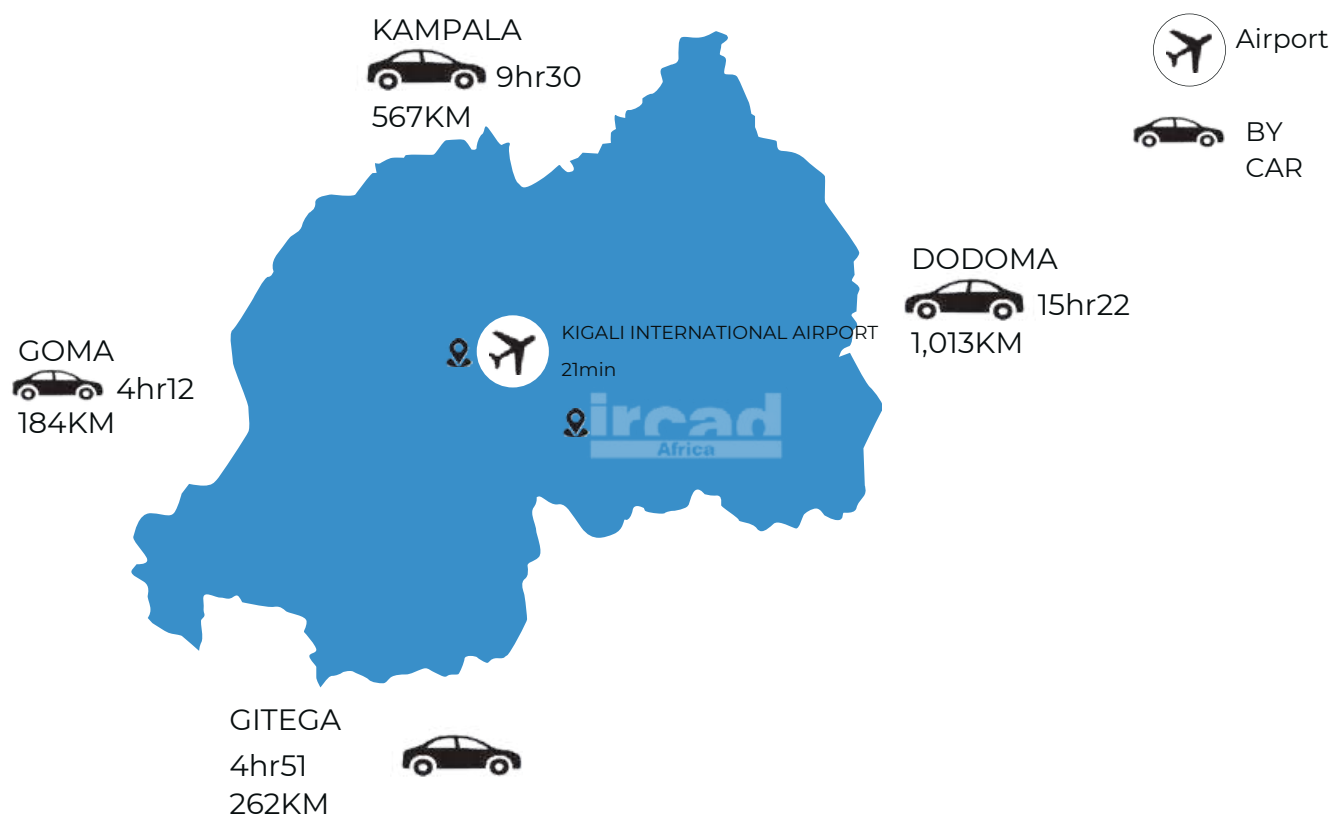 KAMPALA
9hr30
567KM
Airport
BY
CAR
DODOMA
15hr22
1,013KM
KIGALI INTERNATIONAL AIRPORT
21min
GOMA
4hr12
184KM
ircad
Africa
GITEGA
4hr51
262KM